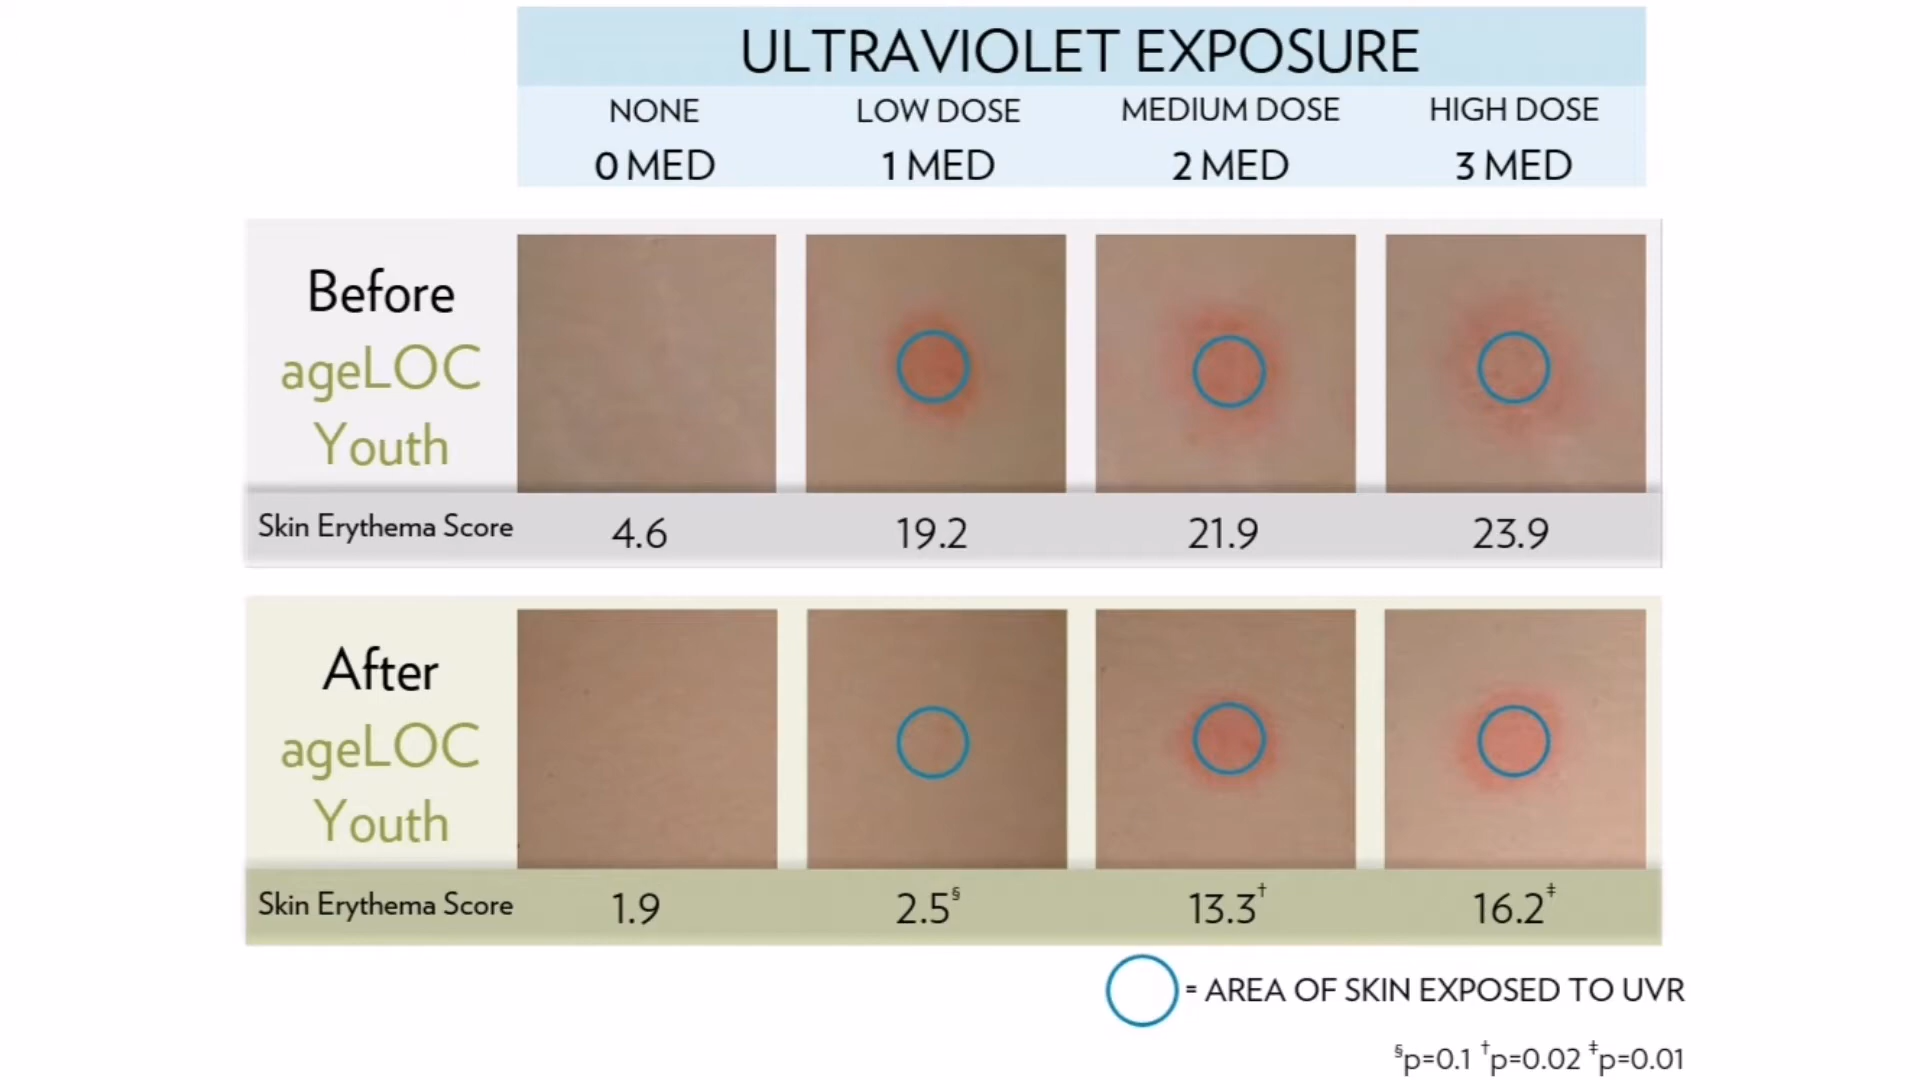 ULTRAVIOLET EXPOSURE
NONE LOW DOSE MEDIUM DOSE HIGH DOSE
0 MED 1 MED 2 MED 3 MED
Before
ageLOC
Youth
Skin Erythema Score 4.6 19.2 21.9 23.9
After
ageLOC
Youth
Skin Erythema Score 1.9 2.5§ 13.3† 16.2‡
= AREA OF SKIN EXPOSED TO UVR
§p=0.1 †p=0.02 ‡p=0.01